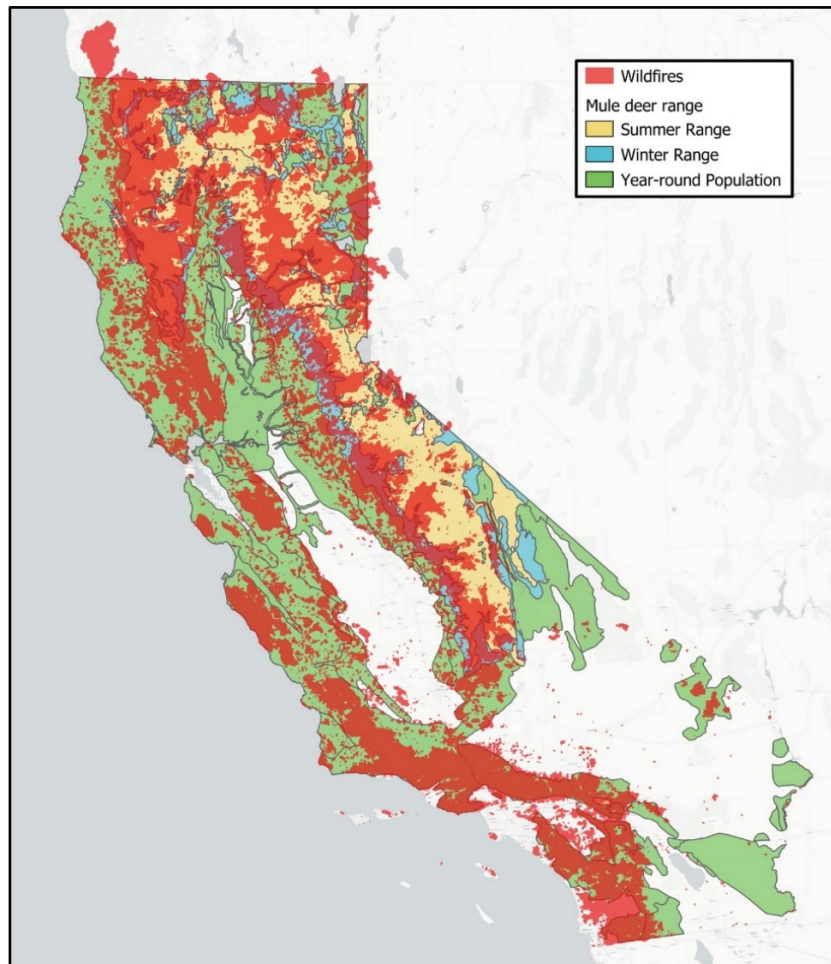 Wildfires
Mule deer range
Summer Range
Winter Range
Year-round Population